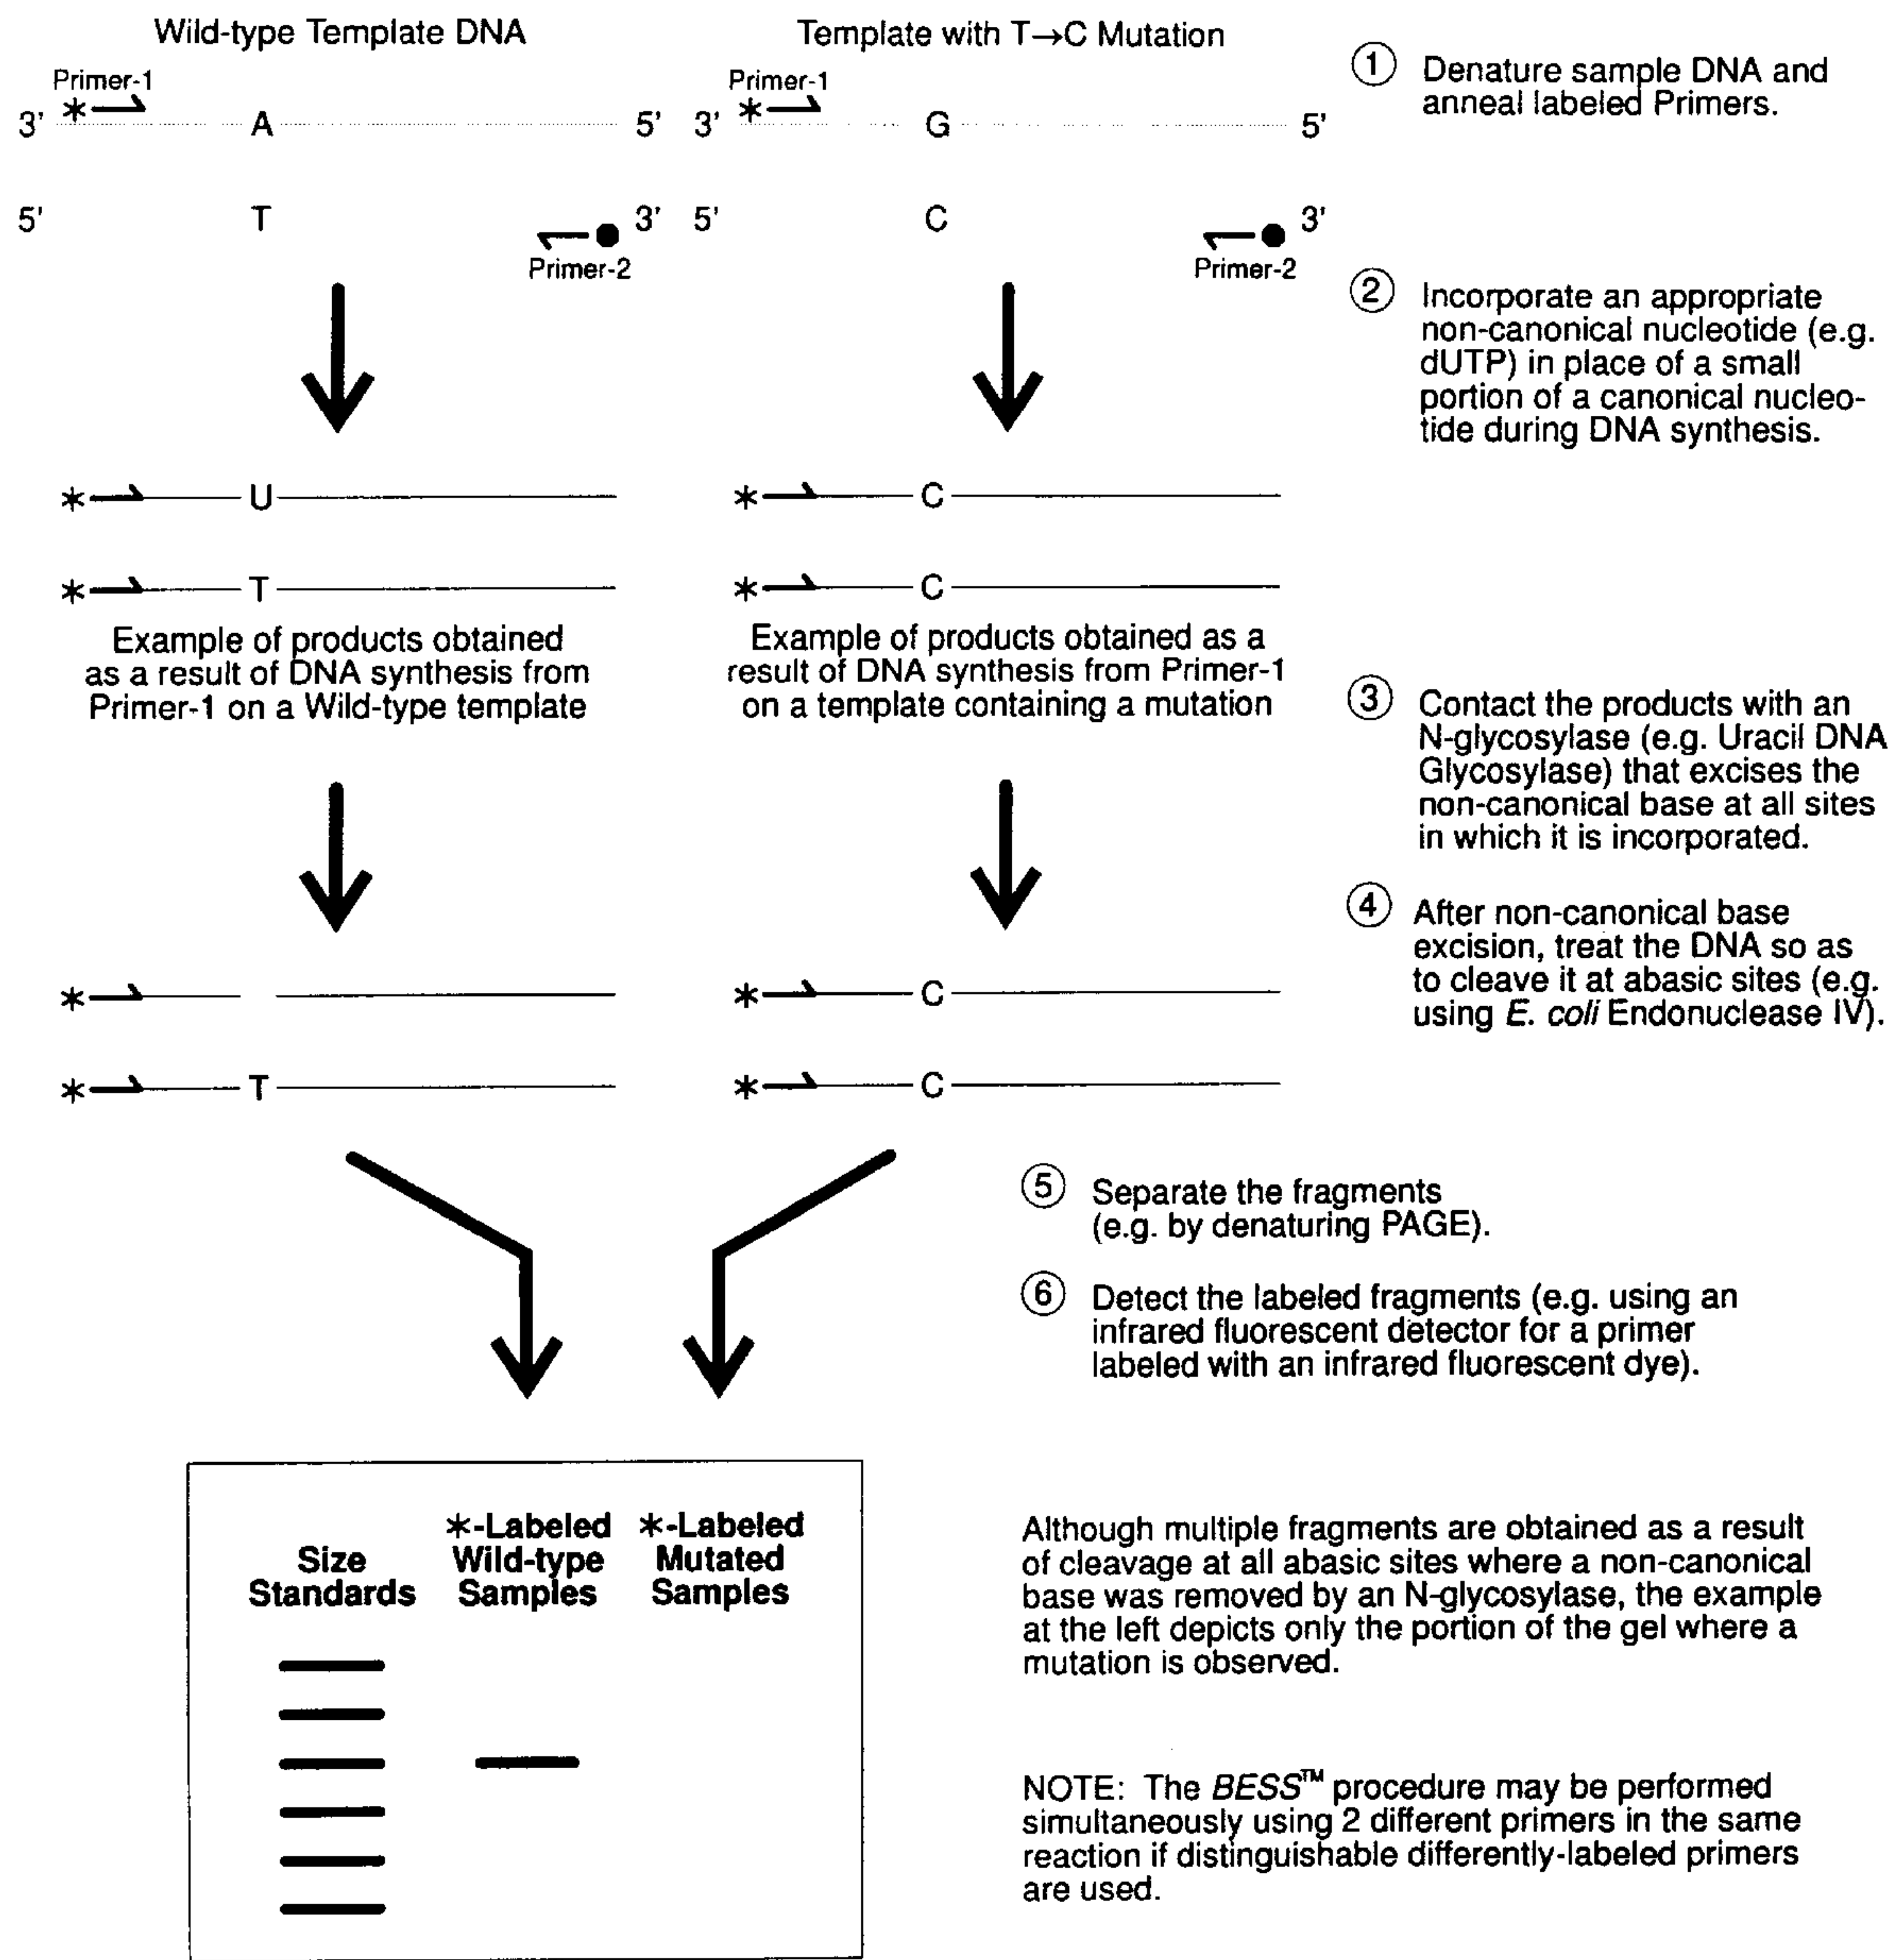 Wild-type Template DNA
Template with T→C Mutation
Primer-1
3' A 5'
5' T 3'
Primer-2
Primer-1
3' G 5'
5' C 3'
Primer-2
① Denature sample DNA and
anneal labeled Primers.
② Incorporate an appropriate
non-canonical nucleotide (e.g.
dUTP) in place of a small
portion of a canonical nucleo-
tide during DNA synthesis.
* U
* T
Example of products obtained
as a result of DNA synthesis from
Primer-1 on a Wild-type template
* C
* C
Example of products obtained as a
result of DNA synthesis from Primer-1
on a template containing a mutation
③ Contact the products with an
N-glycosylase (e.g. Uracil DNA
Glycosylase) that excises the
non-canonical base at all sites
in which it is incorporated.
④ After non-canonical base
excision, treat the DNA so as
to cleave it at abasic sites (e.g.
using E. coli Endonuclease IV).
*
* T
* C
* C
⑤ Separate the fragments
(e.g. by denaturing PAGE).
⑥ Detect the labeled fragments (e.g. using an
infrared fluorescent detector for a primer
labeled with an infrared fluorescent dye).
Size
Standards
*-Labeled
Wild-type
Samples
*-Labeled
Mutated
Samples
Although multiple fragments are obtained as a result
of cleavage at all abasic sites where a non-canonical
base was removed by an N-glycosylase, the example
at the left depicts only the portion of the gel where a
mutation is observed.
NOTE: The BESS™ procedure may be performed
simultaneously using 2 different primers in the same
reaction if distinguishable differently-labeled primers
are used.